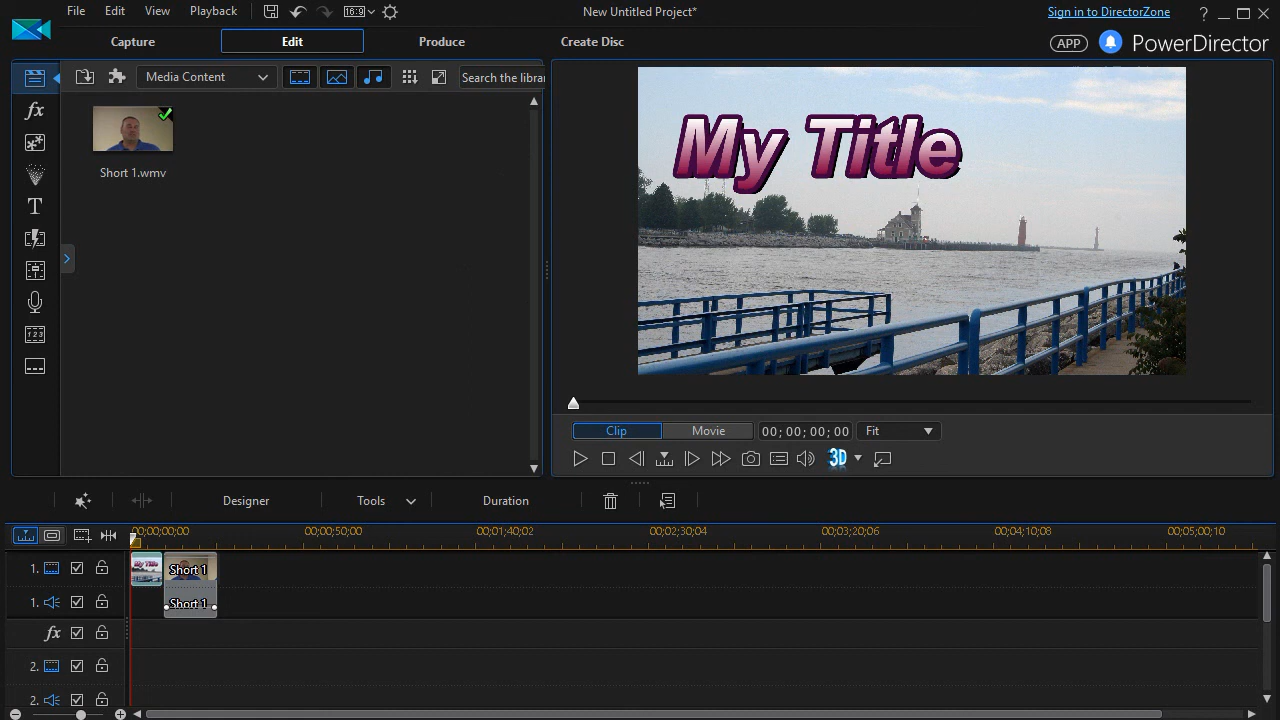 File Edit View Playback 16:9 New Untitled Project* Sign in to DirectorZone ?
Capture Edit Produce Create Disc APP PowerDirector
Media Content Search the librar
Short 1.wmv
My Title
fx
T
Clip Movie 00; 00; 00; 00 Fit
3D
Designer Tools Duration
00;00;00;00 00;00;50;00 00;01;40;02 00;02;30;04 00;03;20;06 00;04;10;08 00;05;00;10
1. My Title Short 1
1. Short 1
fx
2.
2.